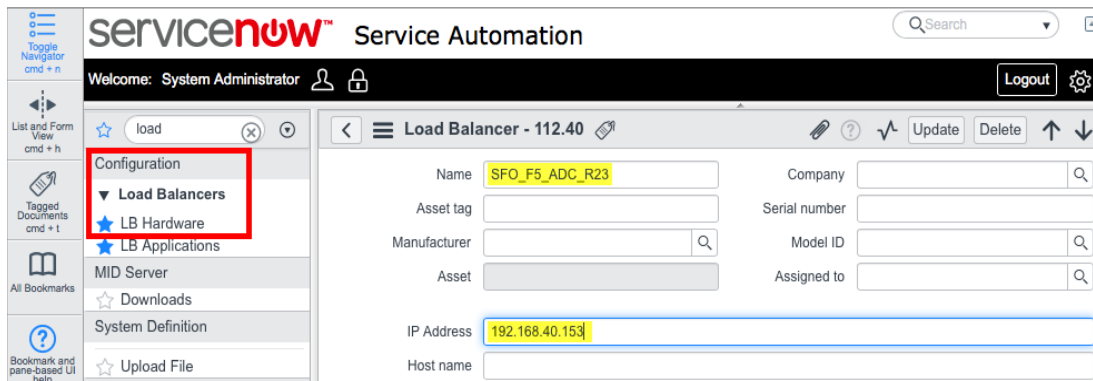 servicenow™ Service Automation
Search
Toggle
Navigator
cmd + n
Welcome: System Administrator
Logout
List and Form
View
cmd + h
load
Load Balancer - 112.40
Update
Delete
Configuration
Load Balancers
LB Hardware
LB Applications
MID Server
Downloads
System Definition
Upload File
Tagged
Documents
cmd + t
All Bookmarks
Bookmark and
pane-based UI
help
Name SFO_F5_ADC_R23
Company
Asset tag
Serial number
Manufacturer
Model ID
Asset
Assigned to
IP Address 192.168.40.153
Host name